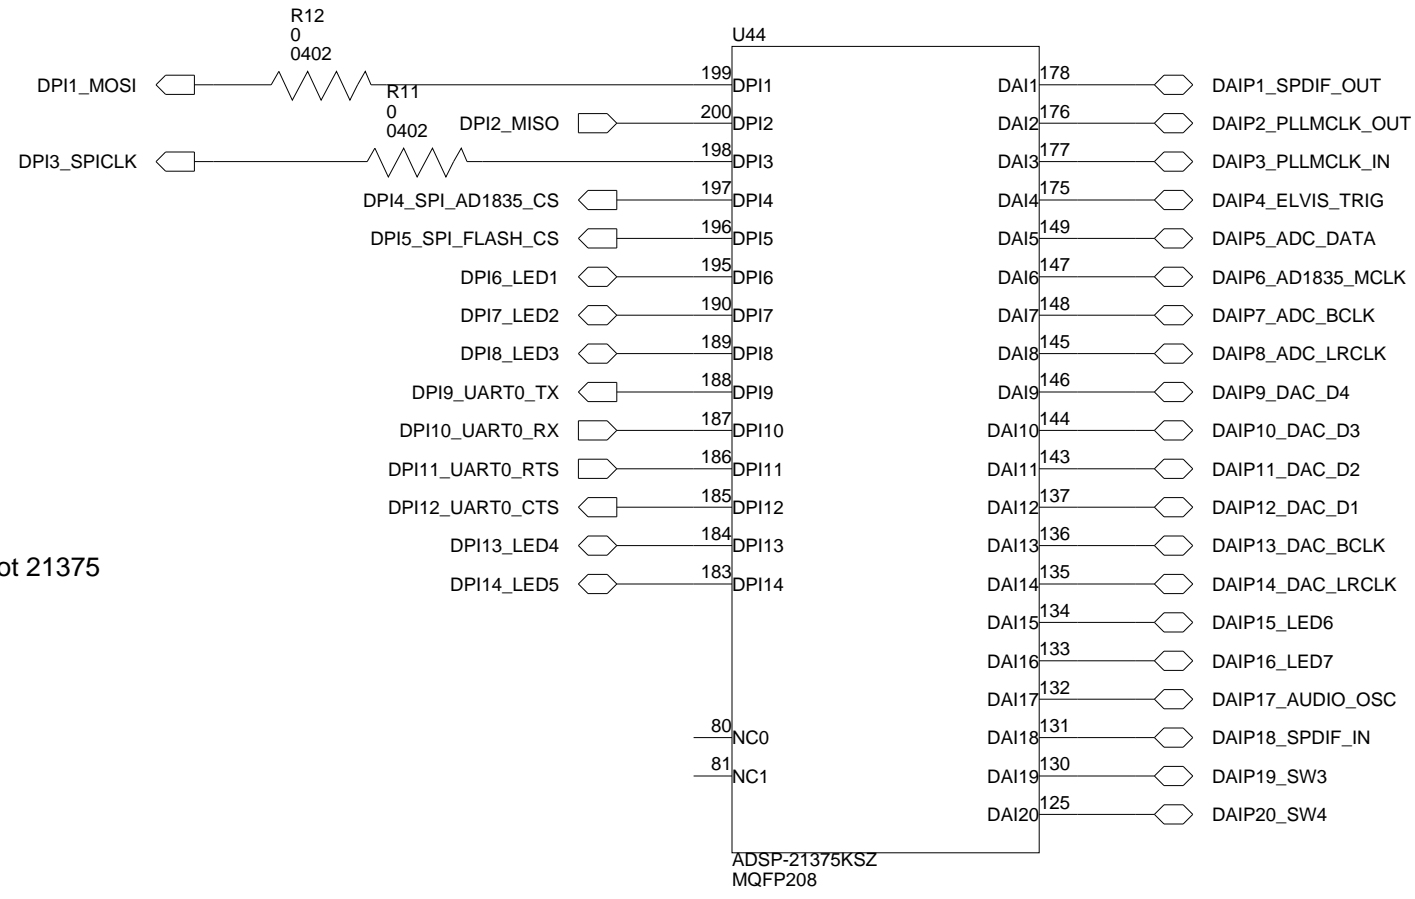 R12
0
0402
U44
DPI1_MOSI 199 DPI1 DAI1 178 DAIP1_SPDIF_OUT
R11
0
0402
DPI2_MISO 200 DPI2 DAI2 176 DAIP2_PLLMCLK_OUT
DPI3_SPICLK 198 DPI3 DAI3 177 DAIP3_PLLMCLK_IN
DPI4_SPI_AD1835_CS 197 DPI4 DAI4 175 DAIP4_ELVIS_TRIG
DPI5_SPI_FLASH_CS 196 DPI5 DAI5 149 DAIP5_ADC_DATA
DPI6_LED1 195 DPI6 DAI6 147 DAIP6_AD1835_MCLK
DPI7_LED2 190 DPI7 DAI7 148 DAIP7_ADC_BCLK
DPI8_LED3 189 DPI8 DAI8 145 DAIP8_ADC_LRCLK
DPI9_UART0_TX 188 DPI9 DAI9 146 DAIP9_DAC_D4
DPI10_UART0_RX 187 DPI10 DAI10 144 DAIP10_DAC_D3
DPI11_UART0_RTS 186 DPI11 DAI11 143 DAIP11_DAC_D2
DPI12_UART0_CTS 185 DPI12 DAI12 137 DAIP12_DAC_D1
DPI13_LED4 184 DPI13 DAI13 136 DAIP13_DAC_BCLK
ot 21375
DPI14_LED5 183 DPI14 DAI14 135 DAIP14_DAC_LRCLK
DAI15 134 DAIP15_LED6
DAI16 133 DAIP16_LED7
DAI17 132 DAIP17_AUDIO_OSC
80 NC0 DAI18 131 DAIP18_SPDIF_IN
81 NC1 DAI19 130 DAIP19_SW3
DAI20 125 DAIP20_SW4
ADSP-21375KSZ
MQFP208